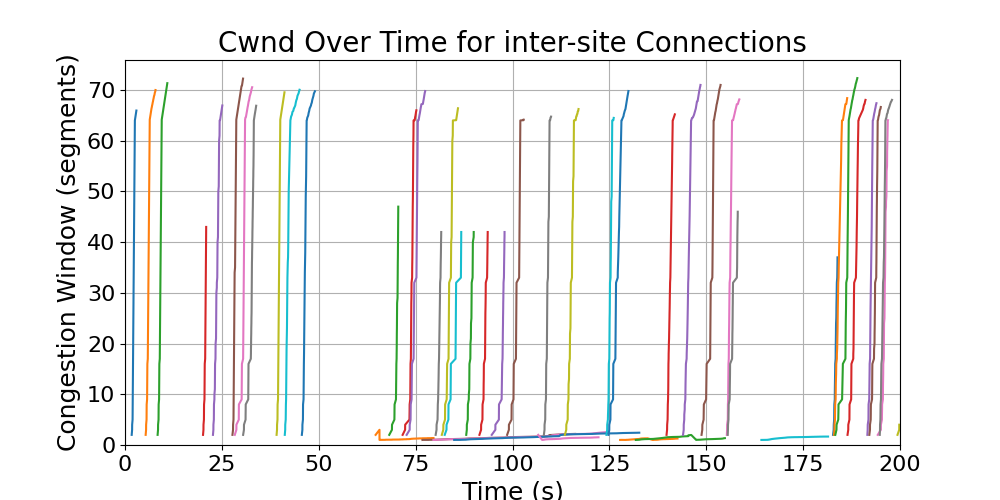 Cwnd Over Time for inter-site Connections
Congestion Window (segments)
70
60
50
40
30
20
10
0
0 25 50 75 100 125 150 175 200
Time (s)